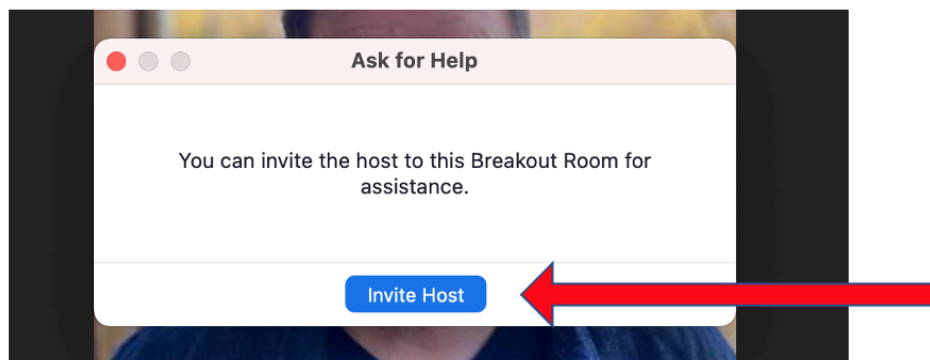 Ask for Help
You can invite the host to this Breakout Room for
assistance.
Invite Host